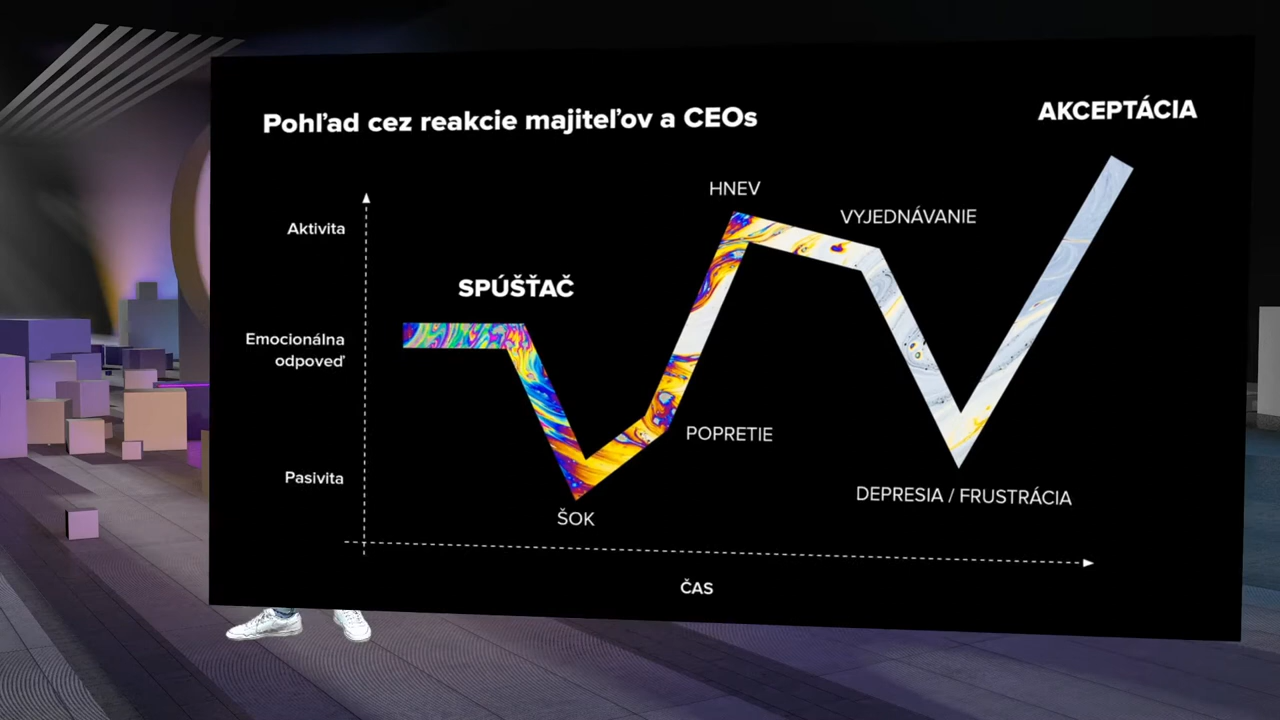 Pohľad cez reakcie majiteľov a CEOs
AKCEPTÁCIA
HNEV
VYJEDNÁVANIE
Aktivita
SPÚŠŤAČ
Emocionálna
odpoveď
POPRETIE
Pasivita
DEPRESIA / FRUSTRÁCIA
ŠOK
ČAS